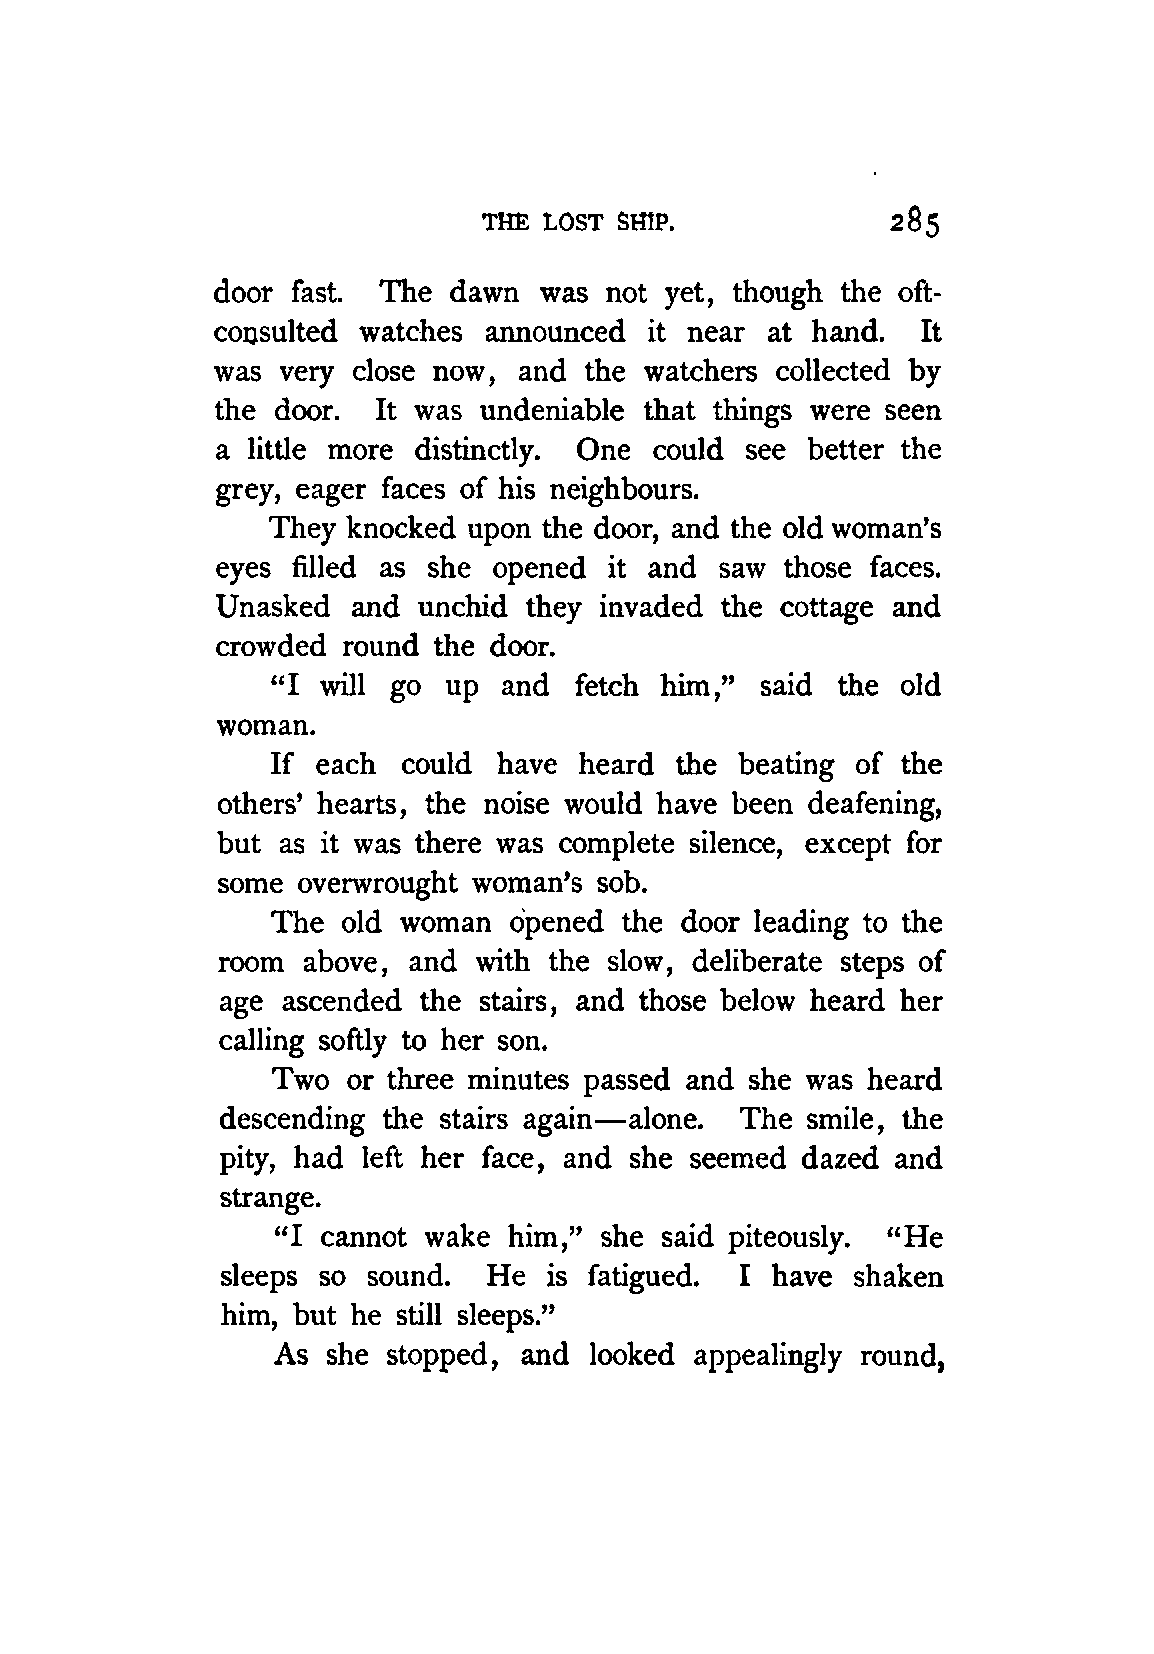 THE LOST SHIP. 285
door fast. The dawn was not yet, though the oft-
consulted watches announced it near at hand. It
was very close now, and the watchers collected by
the door. It was undeniable that things were seen
a little more distinctly. One could see better the
grey, eager faces of his neighbours.
They knocked upon the door, and the old woman's
eyes filled as she opened it and saw those faces.
Unasked and unchid they invaded the cottage and
crowded round the door.
“I will go up and fetch him,” said the old
woman.
If each could have heard the beating of the
others' hearts, the noise would have been deafening,
but as it was there was complete silence, except for
some overwrought woman's sob.
The old woman opened the door leading to the
room above, and with the slow, deliberate steps of
age ascended the stairs, and those below heard her
calling softly to her son.
Two or three minutes passed and she was heard
descending the stairs again—alone. The smile, the
pity, had left her face, and she seemed dazed and
strange.
“I cannot wake him,” she said piteously. “He
sleeps so sound. He is fatigued. I have shaken
him, but he still sleeps.”
As she stopped, and looked appealingly round,